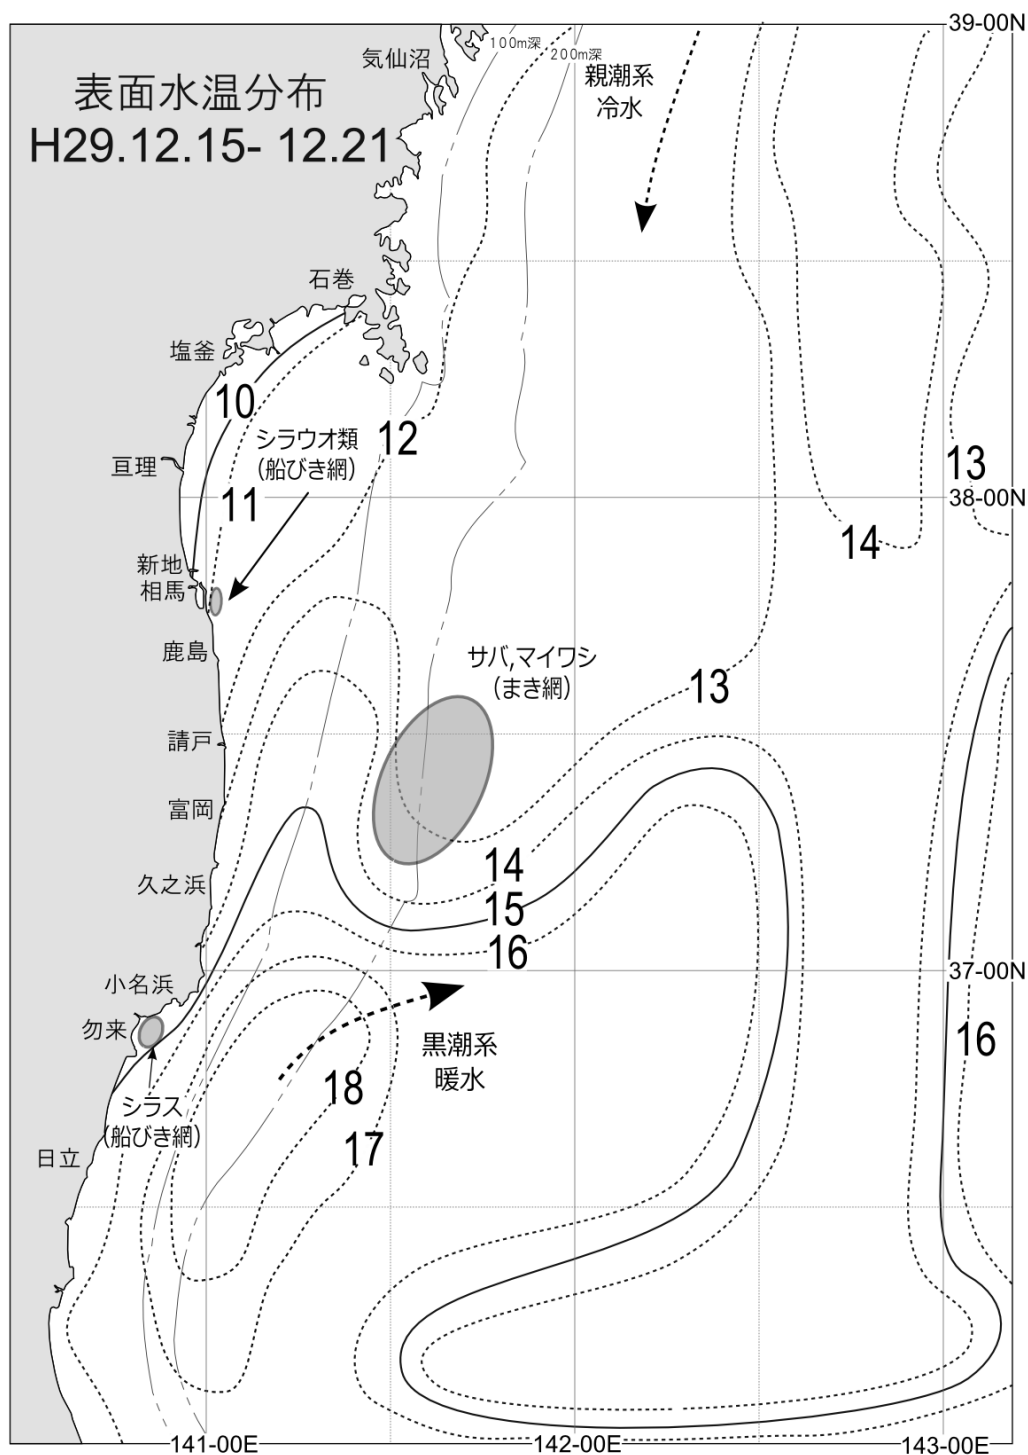 39-00N
100m深
200m深
気仙沼
親潮系
冷水
表面水温分布
H29.12.15- 12.21
石巻
塩釜
10
シラウオ類
(船びき網)
12
亘理
13
38-00N
11
14
新地
相馬
鹿島
サバ,マイワシ
(まき網)
13
請戸
富岡
14
久之浜
15
16
37-00N
小名浜
勿来
黒潮系
暖水
16
18
シラス
(船びき網)
17
日立
141-00E
142-00E
143-00E